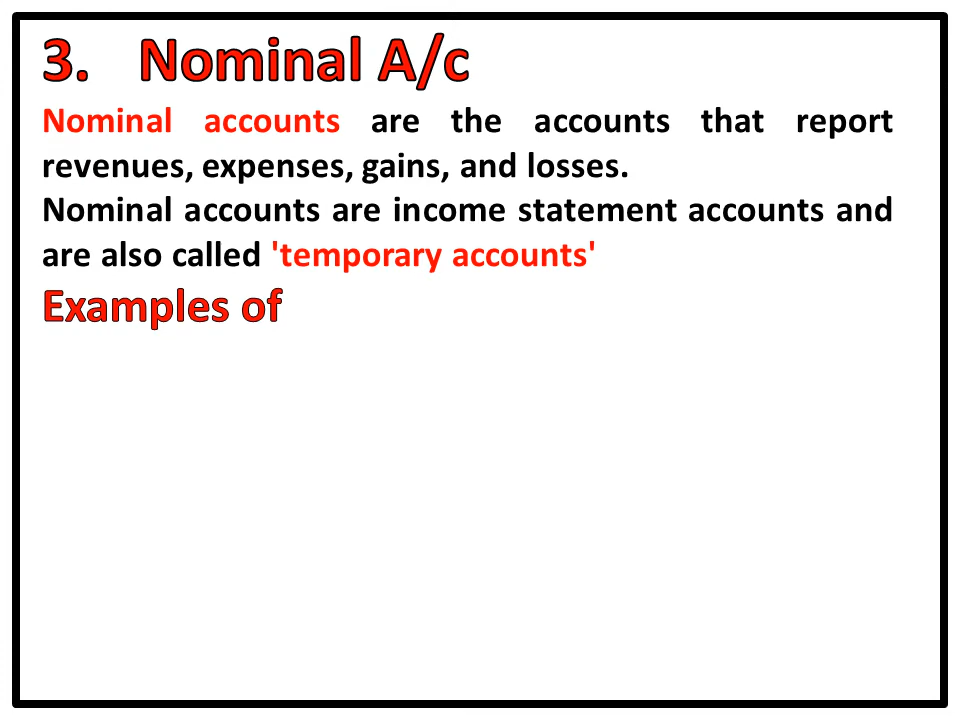 3. Nominal A/c
Nominal accounts are the accounts that report
revenues, expenses, gains, and losses.
Nominal accounts are income statement accounts and
are also called 'temporary accounts'
Examples of